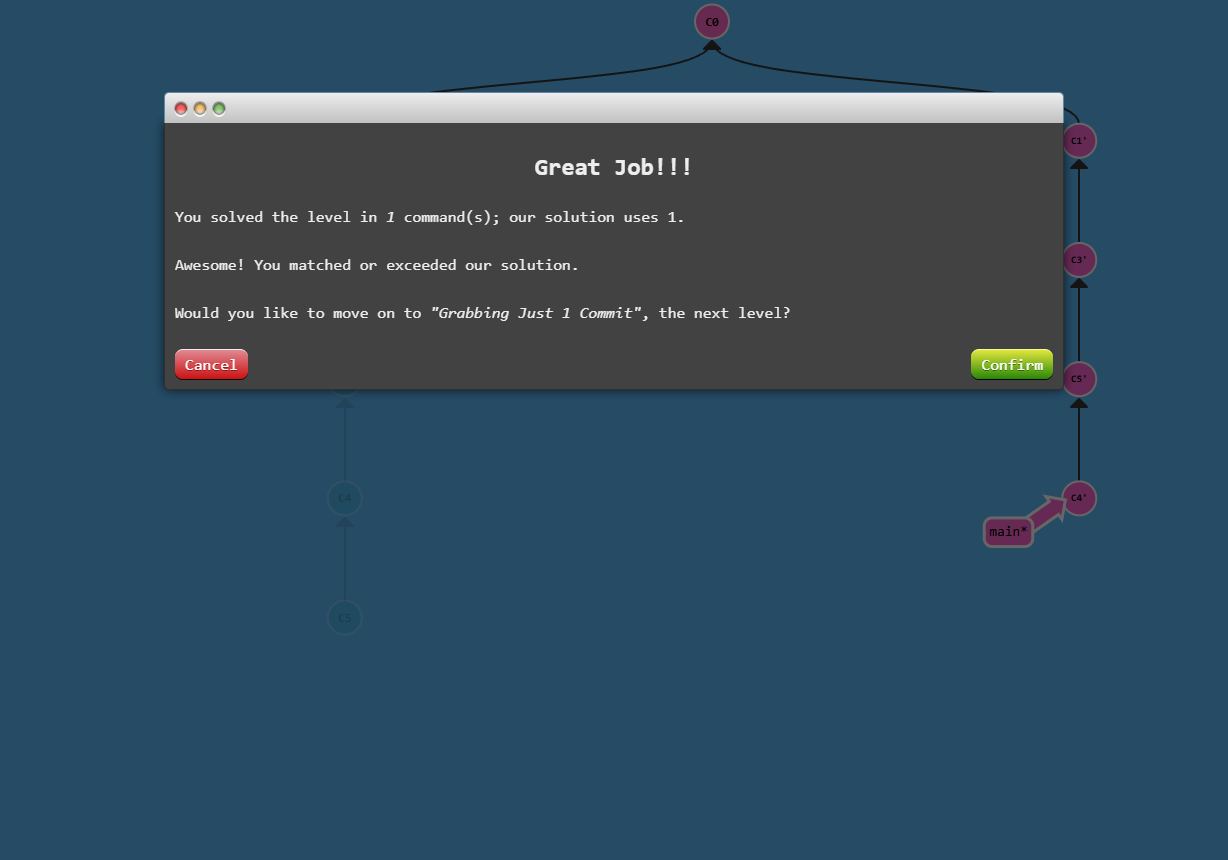 C0
C1'
Great Job!!!
You solved the level in 1 command(s); our solution uses 1.
C3'
Awesome! You matched or exceeded our solution.
Would you like to move on to "Grabbing Just 1 Commit", the next level?
Cancel
Confirm
C5'
C4
C4'
main*
C5